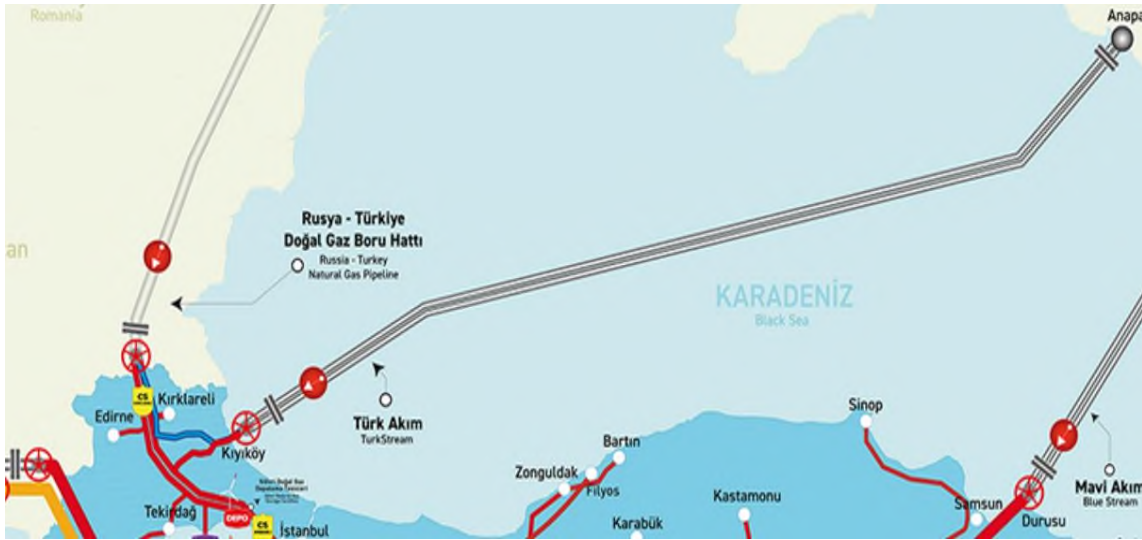 Romania
Anapa
Rusya - Türkiye
Doğal Gaz Boru Hattı
Russia - Turkey
Natural Gas Pipeline
an
KARADENİZ
Black Sea
CS
Kırklareli
Edirne
Kıyıköy
Türk Akım
TurkStream
Sinop
Bartın
Zonguldak
Filyos
Kastamonu
Samsun
Durusu
Mavi Akım
Blue Stream
Tekirdağ
DEPO
CS
İstanbul
Karabük